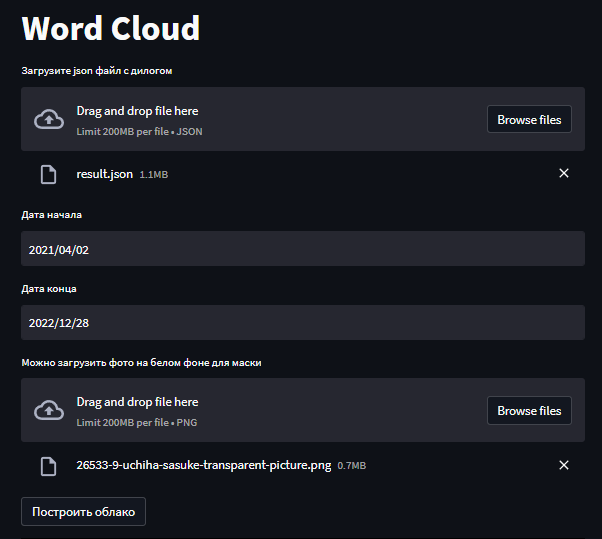 Word Cloud
Загрузите json файл с дилогом
Drag and drop file here
Limit 200MB per file • JSON
Browse files
result.json 1.1MB
Дата начала
2021/04/02
Дата конца
2022/12/28
Можно загрузить фото на белом фоне для маски
Drag and drop file here
Limit 200MB per file • PNG
Browse files
26533-9-uchiha-sasuke-transparent-picture.png 0.7MB
Построить облако